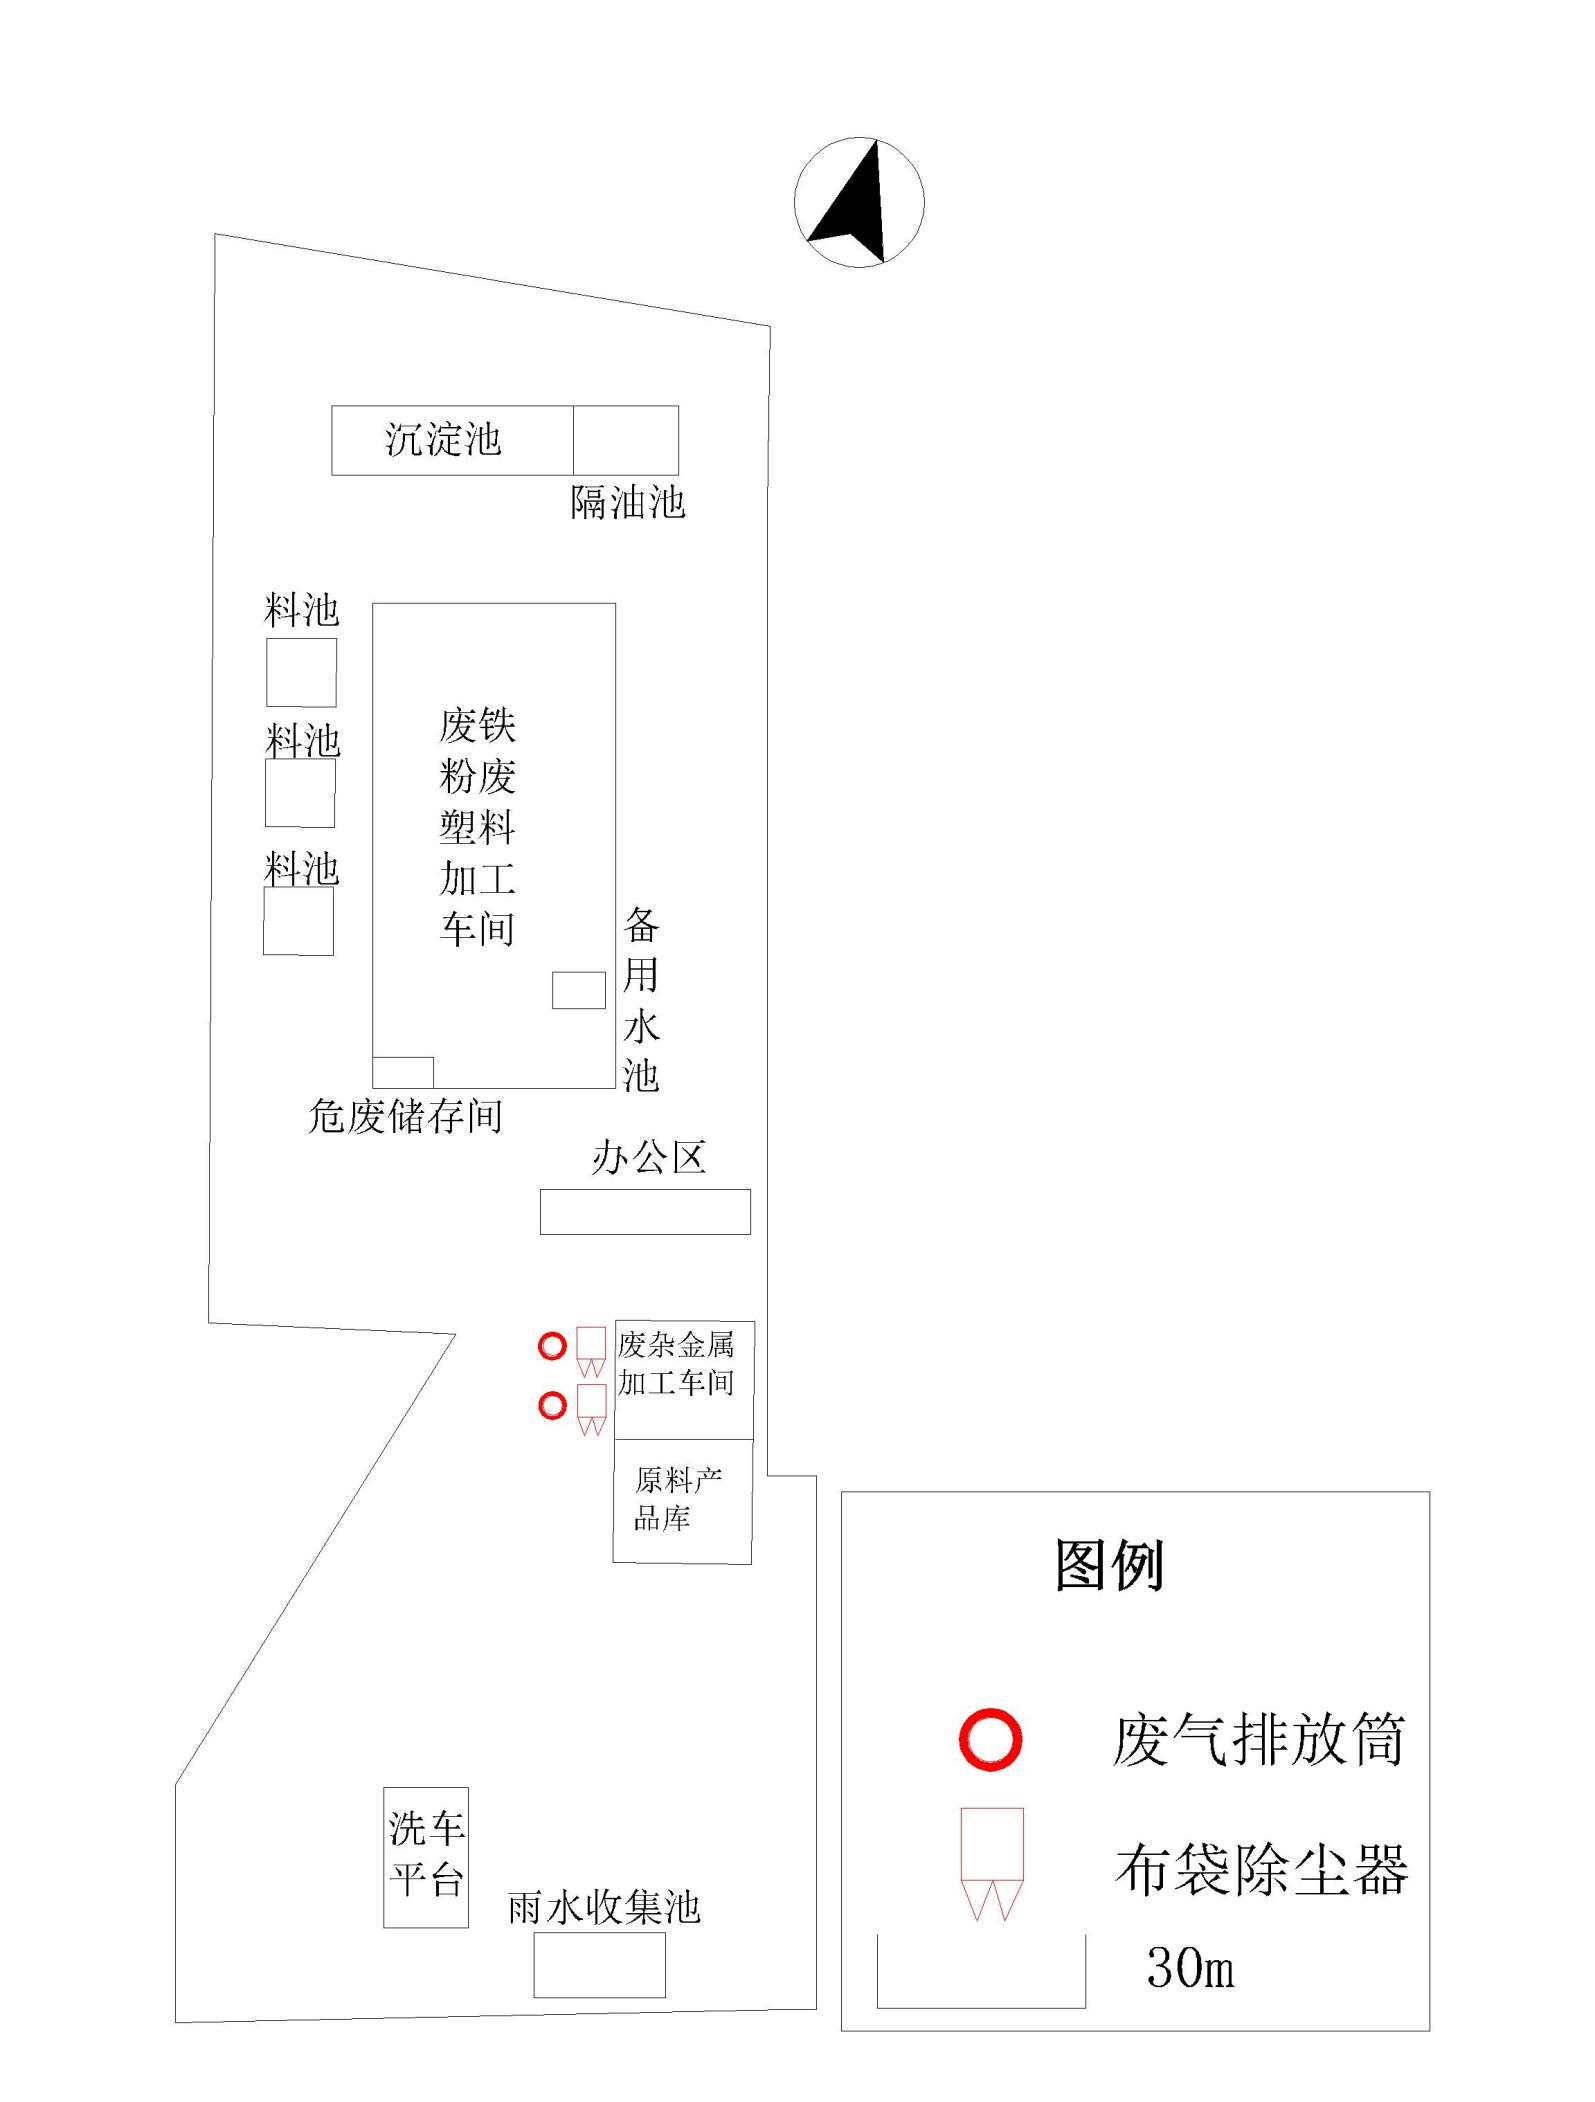 沉淀池
隔油池
料池
料池
料池
废铁
粉废
塑料
加工
车间
备
用
水
池
危废储存间
办公区
废杂金属
加工车间
原料产
品库
洗车
平台
雨水收集池
图例
废气排放筒
布袋除尘器
30m